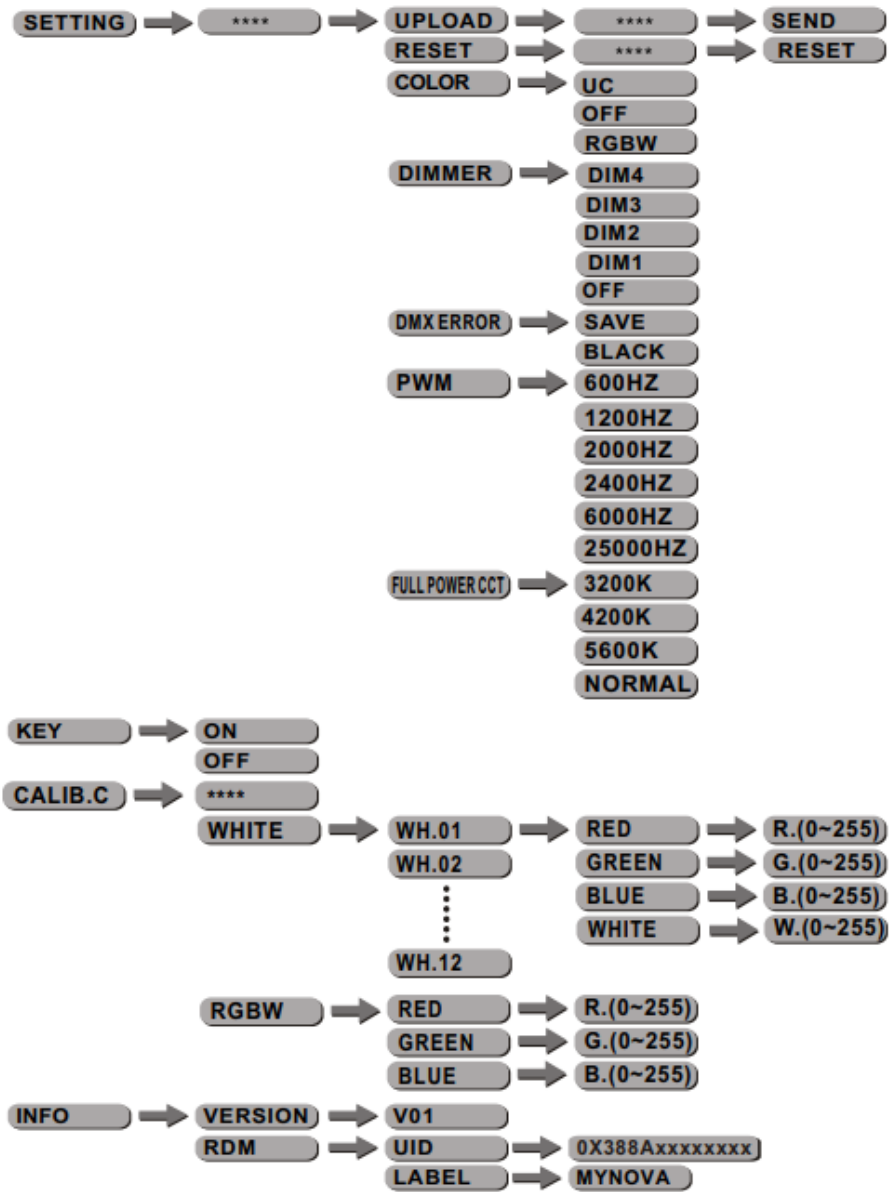 SETTING **** UPLOAD **** SEND
RESET **** RESET
COLOR UC
OFF
RGBW
DIMMER DIM4
DIM3
DIM2
DIM1
OFF
DMX ERROR SAVE
BLACK
PWM 600HZ
1200HZ
2000HZ
2400HZ
6000HZ
25000HZ
FULL POWER CCT 3200K
4200K
5600K
NORMAL
KEY ON
OFF
CALIB.C ****
WHITE WH.01 RED R.(0~255)
WH.02 GREEN G.(0~255)
BLUE B.(0~255)
WHITE W.(0~255)
WH.12
RGBW RED R.(0~255)
GREEN G.(0~255)
BLUE B.(0~255)
INFO VERSION V01
RDM UID 0X388Axxxxxxxx
LABEL MYNOVA